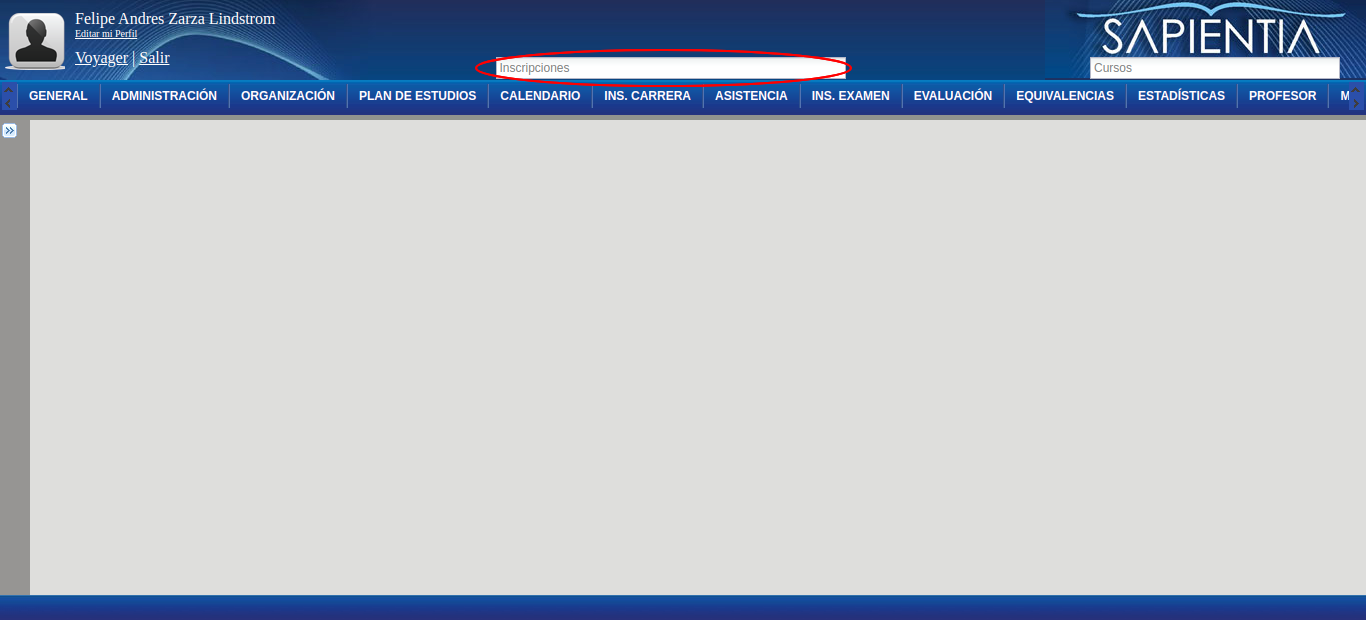 Felipe Andres Zarza Lindstrom
Editar mi Perfil
Voyager | Salir
Inscripciones
SAPIENTIA
Cursos
GENERAL
ADMINISTRACIÓN
ORGANIZACIÓN
PLAN DE ESTUDIOS
CALENDARIO
INS. CARRERA
ASISTENCIA
INS. EXAMEN
EVALUACIÓN
EQUIVALENCIAS
ESTADÍSTICAS
PROFESOR
M